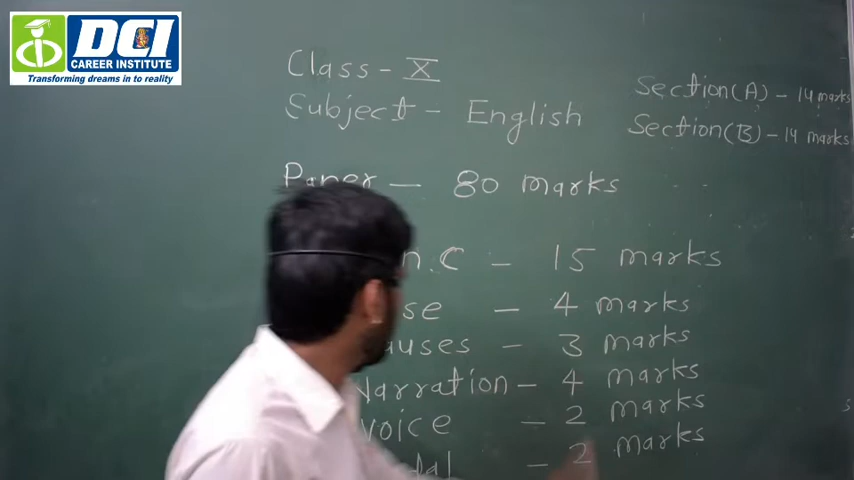 DCI
CAREER INSTITUTE
Transforming dreams in to reality
Class - X
Subject - English
Section(A) - 14 marks
Section(B) - 14 marks
Paper - 80 marks
n.C - 15 marks
se - 4 marks
auses - 3 marks
Narration - 4 marks
voice - 2 marks
dal - 2 marks